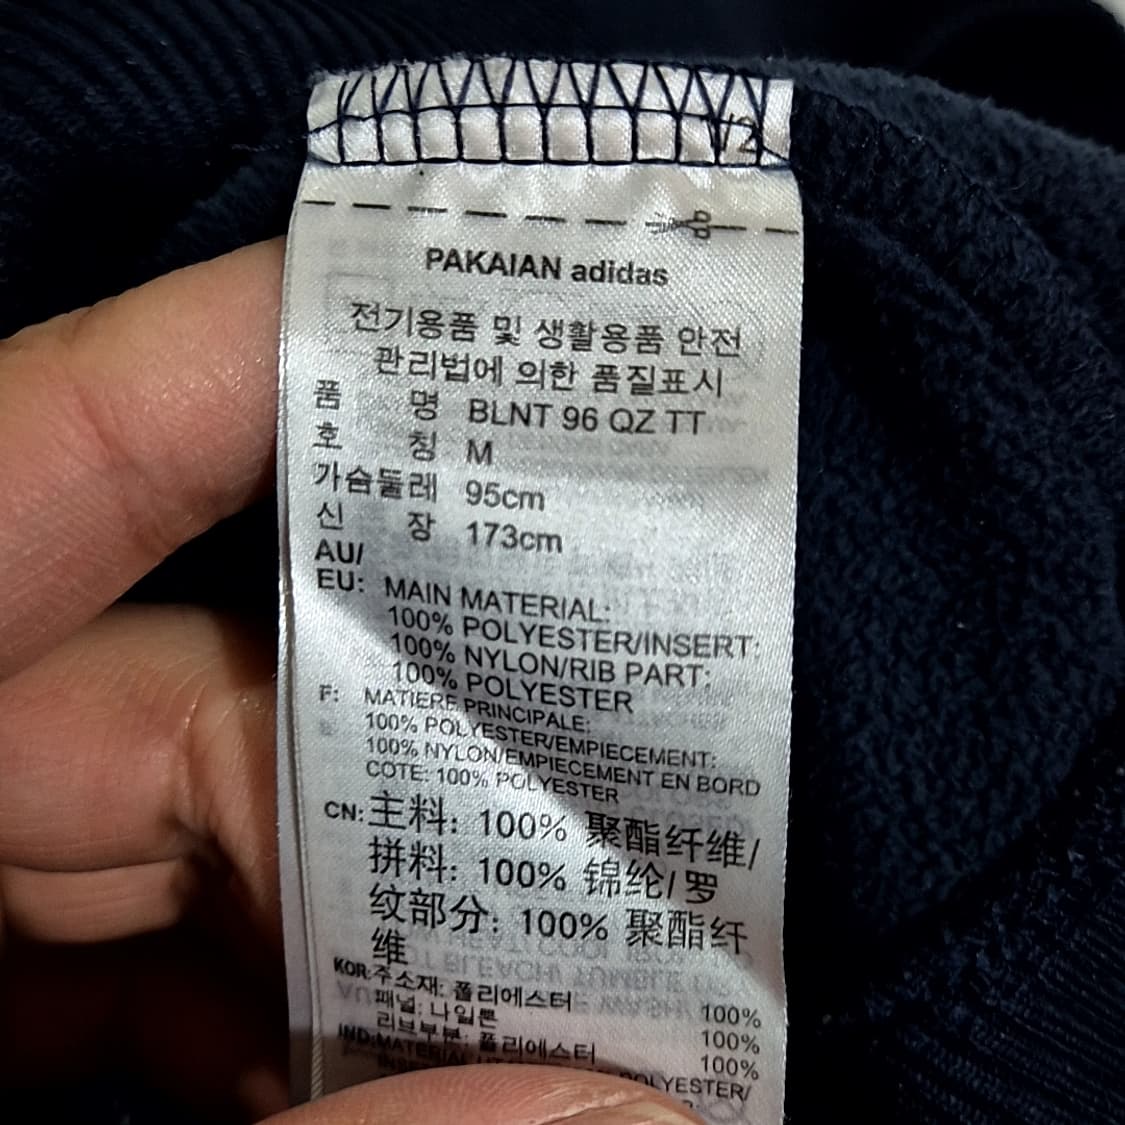 /2
PAKAIAN adidas
전기용품 및 생활용품 안전
관리법에 의한 품질표시
품 명 BLNT 96 QZ TT
호 칭 M
가슴둘레 95cm
신 장 173cm
AU/
EU: MAIN MATERIAL:
100% POLYESTER/INSERT:
100% NYLON/RIB PART:
100% POLYESTER
F: MATIERE PRINCIPALE:
100% POLYESTER/EMPIECEMENT:
100% NYLON/EMPIECEMENT EN BORD
COTE: 100% POLYESTER
CN: 主料: 100% 聚酯纤维/
拼料: 100% 锦纶/罗
纹部分: 100% 聚酯纤
维
KOR: 주소재: 폴리에스터 100%
패널: 나일론 100%
리브부분: 폴리에스터 100%
IND: MATERIAL POLYESTER/